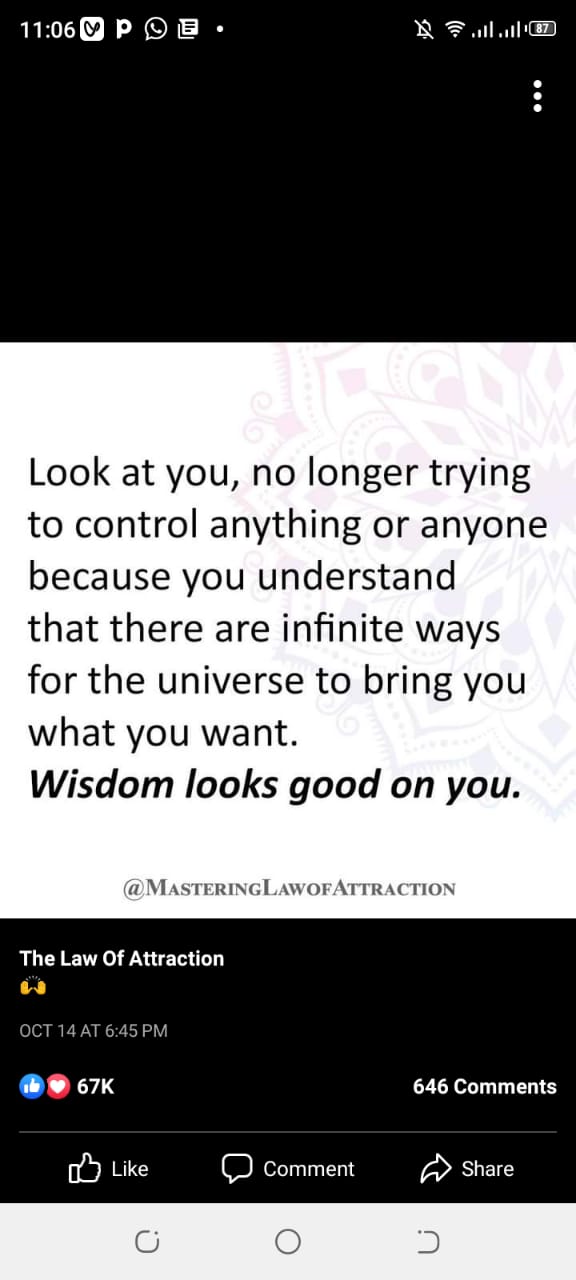 11:06
87
Look at you, no longer trying
to control anything or anyone
because you understand
that there are infinite ways
for the universe to bring you
what you want.
Wisdom looks good on you.
@MasteringLawofAttraction
The Law Of Attraction
🙌
OCT 14 AT 6:45 PM
67K
646 Comments
Like
Comment
Share